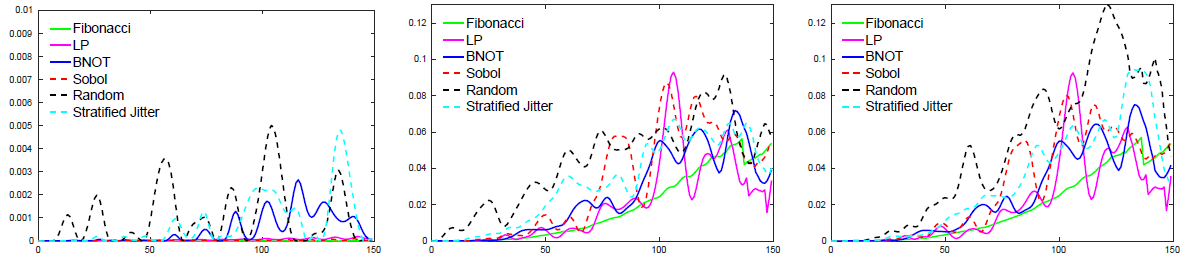 0.01
0.009
0.008
0.007
0.006
0.005
0.004
0.003
0.002
0.001
0
0
50
100
150
Fibonacci
LP
BNOT
Sobol
Random
Stratified Jitter
0.12
0.1
0.08
0.06
0.04
0.02
0
0
50
100
150
Fibonacci
LP
BNOT
Sobol
Random
Stratified Jitter
0.12
0.1
0.08
0.06
0.04
0.02
0
0
50
100
150
Fibonacci
LP
BNOT
Sobol
Random
Stratified Jitter